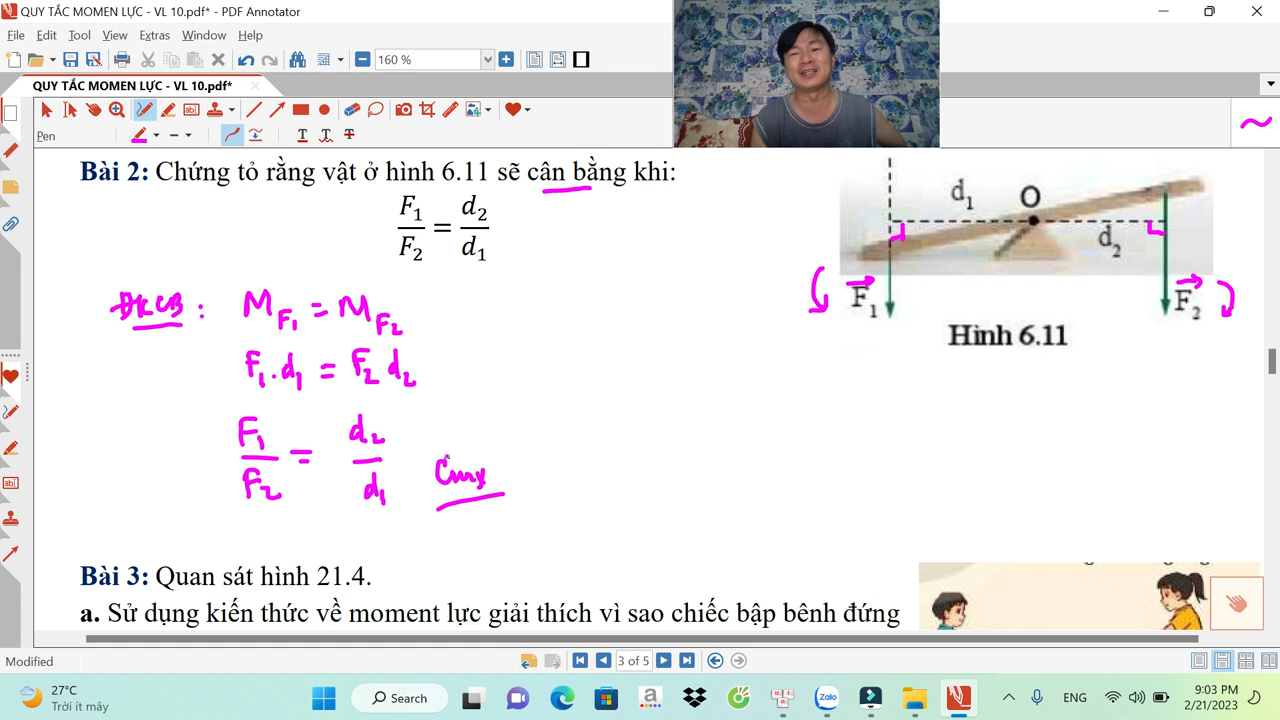 QUY TẮC MOMEN LỰC - VL 10.pdf* - PDF Annotator
File Edit Tool View Extras Window Help
160 %
QUY TẮC MOMEN LỰC - VL 10.pdf*
Pen
Bài 2: Chứng tỏ rằng vật ở hình 6.11 sẽ cân bằng khi:
F₁/F₂ = d₂/d₁
d₁ O d₂
F₁ F₂
Hình 6.11
ĐKCB : M_F₁ = M_F₂
F₁.d₁ = F₂ d₂
F₁/F₂ = d₂/d₁
Bài 3: Quan sát hình 21.4.
a. Sử dụng kiến thức về moment lực giải thích vì sao chiếc bập bênh đứng
Modified
3 of 5
27°C
Trời ít mây
Search
a
Zalo
ENG
9:03 PM
2/21/2023